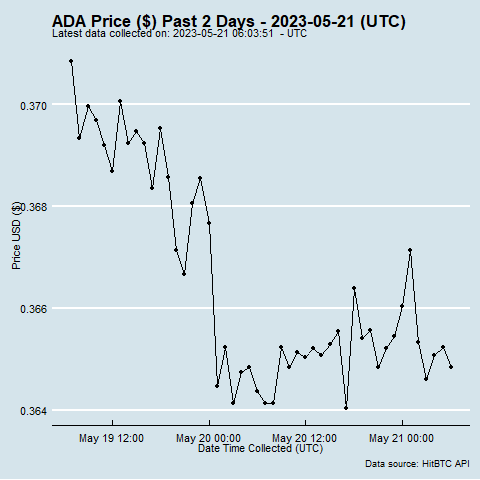 ADA Price ($) Past 2 Days - 2023-05-21 (UTC)
Latest data collected on: 2023-05-21 06:03:51 - UTC
0.370
0.368
0.366
0.364
Price USD ($)
May 19 12:00
May 20 00:00
May 20 12:00
May 21 00:00
Date Time Collected (UTC)
Data source: HitBTC API